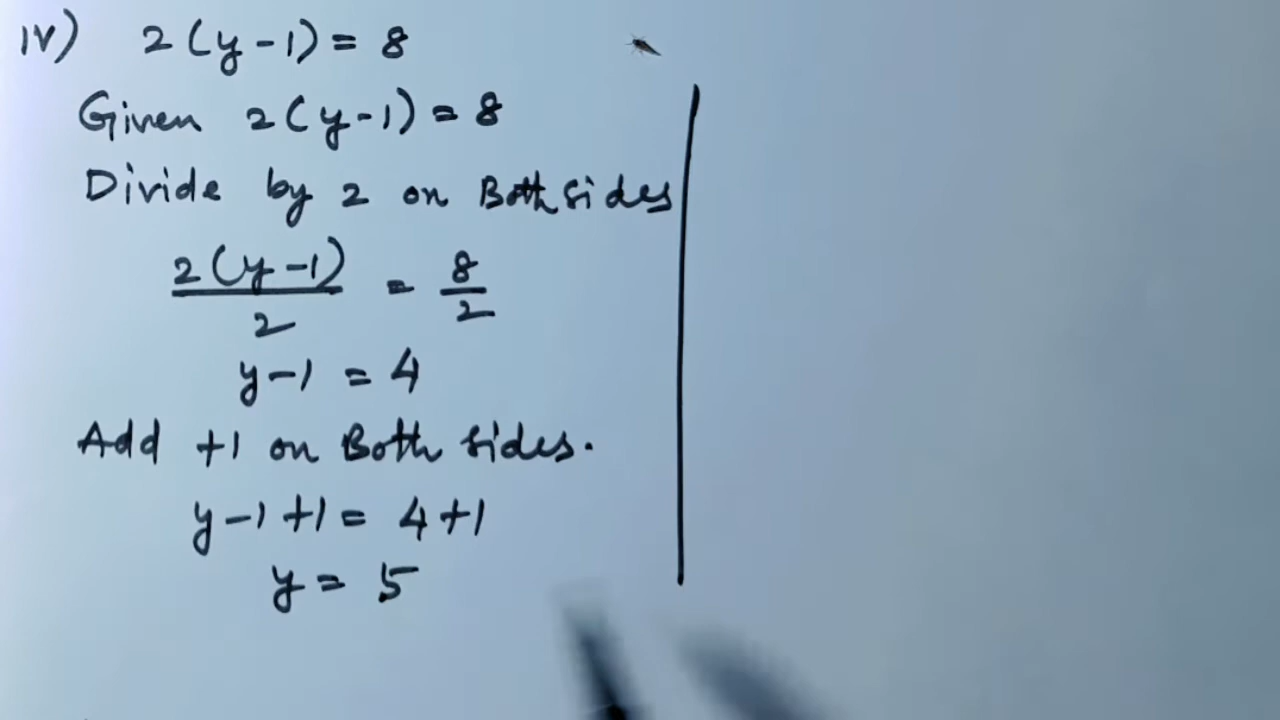 iv) 2(y-1) = 8
Given 2(y-1) = 8
Divide by 2 on Both sides
2(y-1)/2 = 8/2
y-1 = 4
Add +1 on Both sides.
y-1+1 = 4+1
y = 5